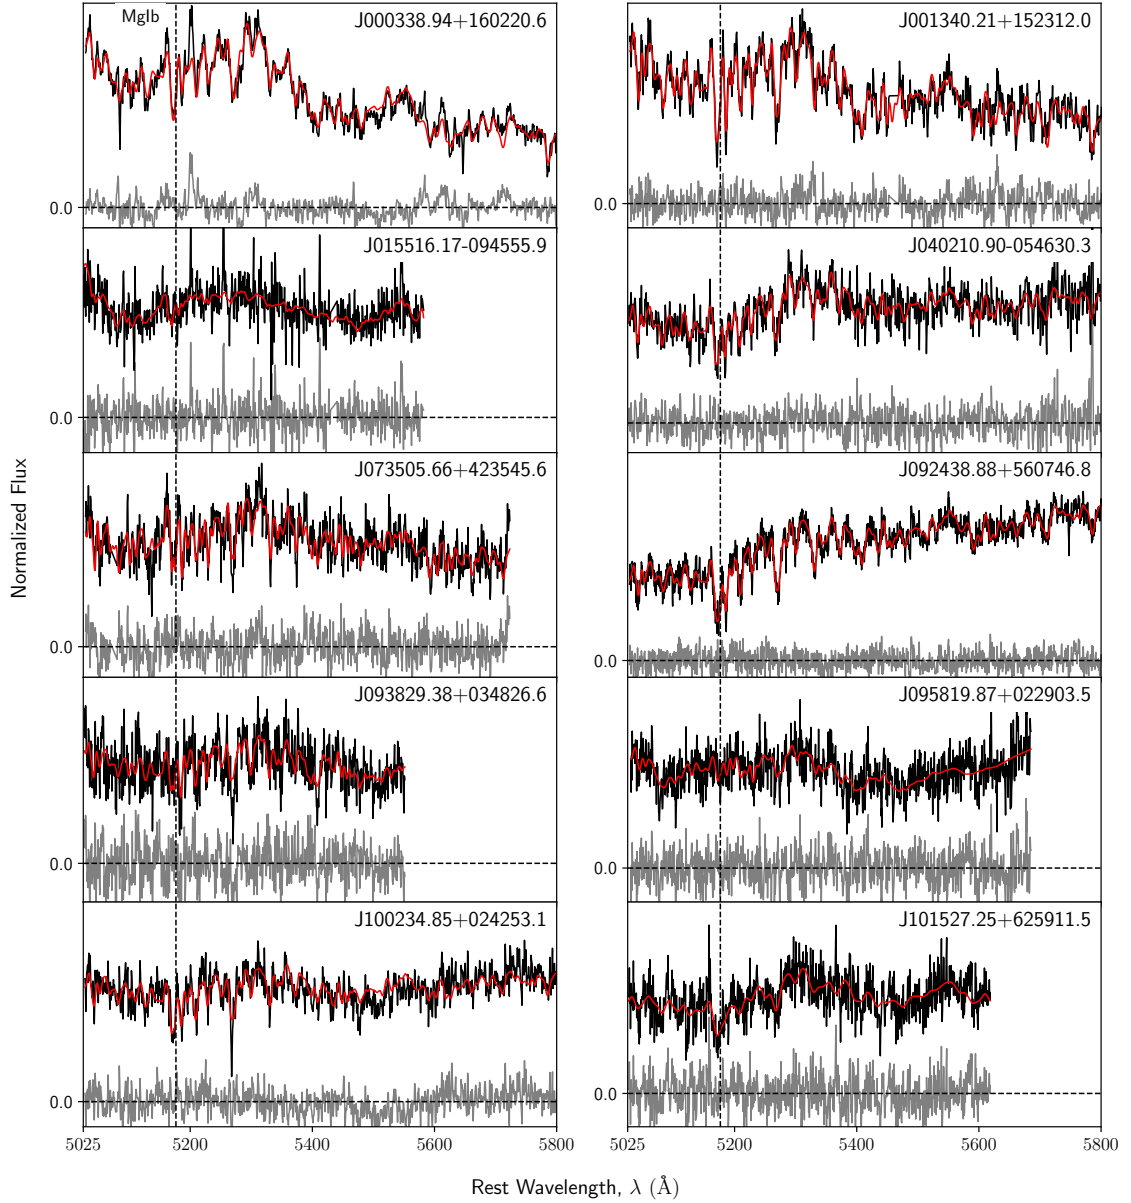 MgIb
J000338.94+160220.6
J001340.21+152312.0
0.0
0.0
J015516.17-094555.9
J040210.90-054630.3
0.0
J073505.66+423545.6
J092438.88+560746.8
Normalized Flux
0.0
0.0
J093829.38+034826.6
J095819.87+022903.5
0.0
0.0
J100234.85+024253.1
J101527.25+625911.5
0.0
0.0
5025 5200 5400 5600 5800
5025 5200 5400 5600 5800
Rest Wavelength, λ (Å)